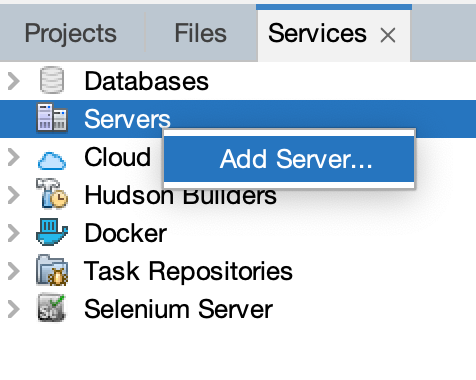 Projects Files Services ×
Databases
Servers
Add Server...
Cloud
Hudson Builders
Docker
Task Repositories
Selenium Server